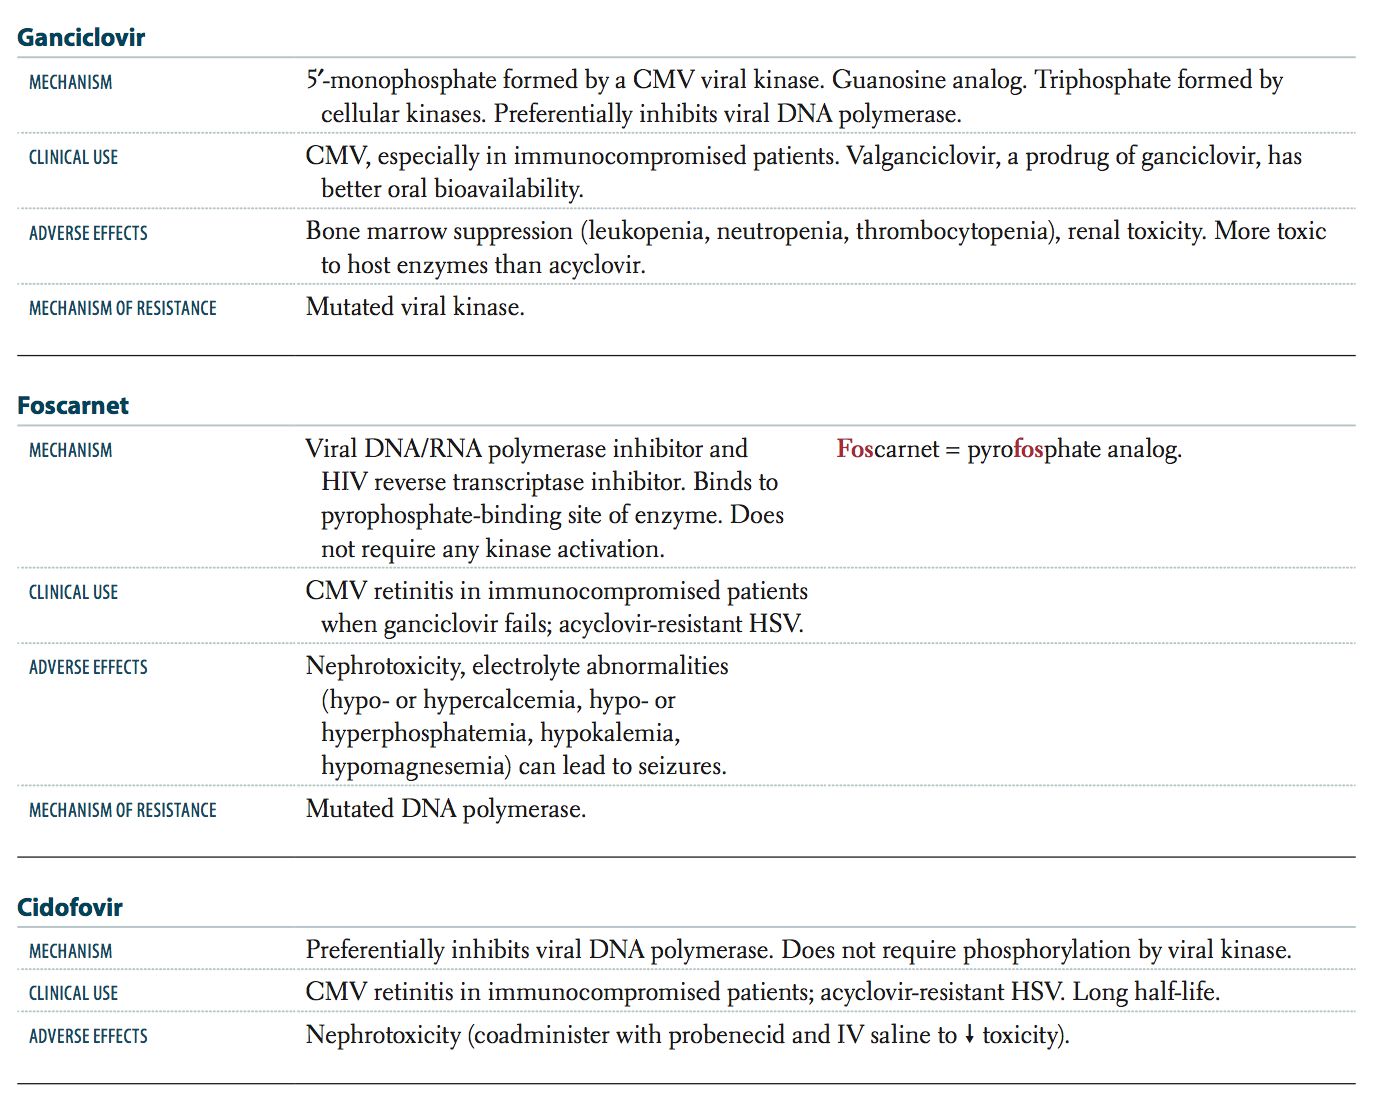 Ganciclovir
MECHANISM 5′-monophosphate formed by a CMV viral kinase. Guanosine analog. Triphosphate formed by
cellular kinases. Preferentially inhibits viral DNA polymerase.
CLINICAL USE CMV, especially in immunocompromised patients. Valganciclovir, a prodrug of ganciclovir, has
better oral bioavailability.
ADVERSE EFFECTS Bone marrow suppression (leukopenia, neutropenia, thrombocytopenia), renal toxicity. More toxic
to host enzymes than acyclovir.
MECHANISM OF RESISTANCE Mutated viral kinase.
Foscarnet
MECHANISM Viral DNA/RNA polymerase inhibitor and Foscarnet = pyrofosphate analog.
HIV reverse transcriptase inhibitor. Binds to
pyrophosphate-binding site of enzyme. Does
not require any kinase activation.
CLINICAL USE CMV retinitis in immunocompromised patients
when ganciclovir fails; acyclovir-resistant HSV.
ADVERSE EFFECTS Nephrotoxicity, electrolyte abnormalities
(hypo- or hypercalcemia, hypo- or
hyperphosphatemia, hypokalemia,
hypomagnesemia) can lead to seizures.
MECHANISM OF RESISTANCE Mutated DNA polymerase.
Cidofovir
MECHANISM Preferentially inhibits viral DNA polymerase. Does not require phosphorylation by viral kinase.
CLINICAL USE CMV retinitis in immunocompromised patients; acyclovir-resistant HSV. Long half-life.
ADVERSE EFFECTS Nephrotoxicity (coadminister with probenecid and IV saline to ↓ toxicity).